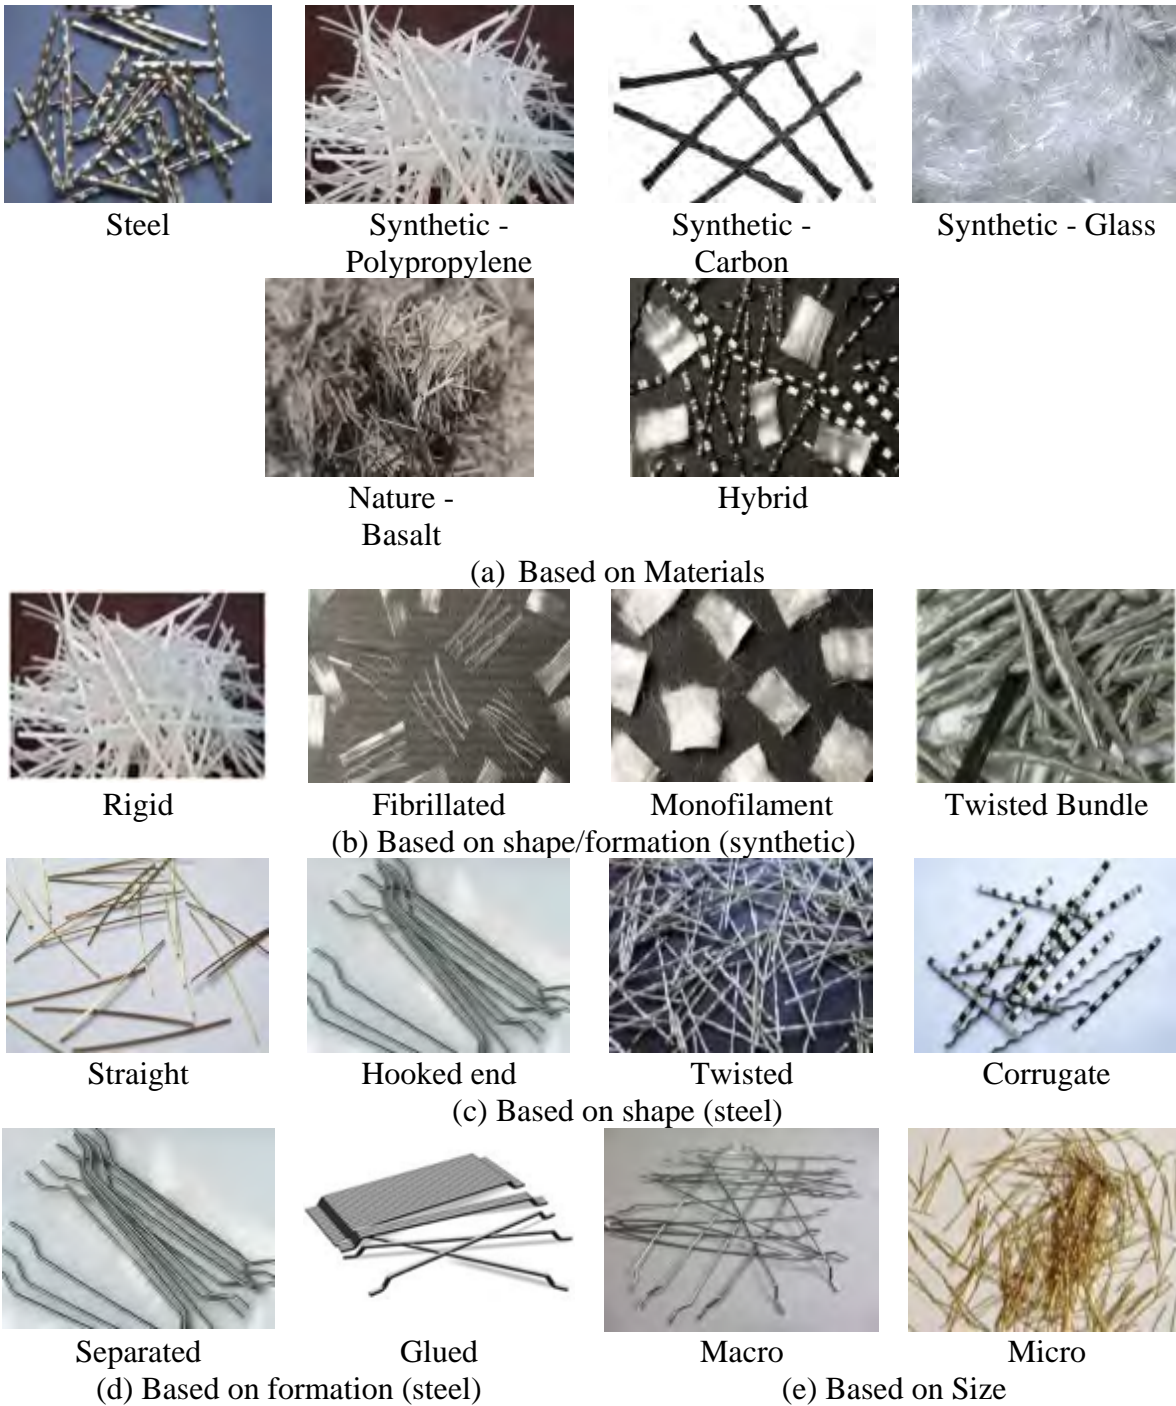 Steel
Synthetic -
Polypropylene
Synthetic -
Carbon
Synthetic - Glass
Nature -
Basalt
Hybrid
(a) Based on Materials
Rigid
Fibrillated
Monofilament
Twisted Bundle
(b) Based on shape/formation (synthetic)
Straight
Hooked end
Twisted
Corrugate
(c) Based on shape (steel)
Separated
Glued
Macro
Micro
(d) Based on formation (steel)
(e) Based on Size